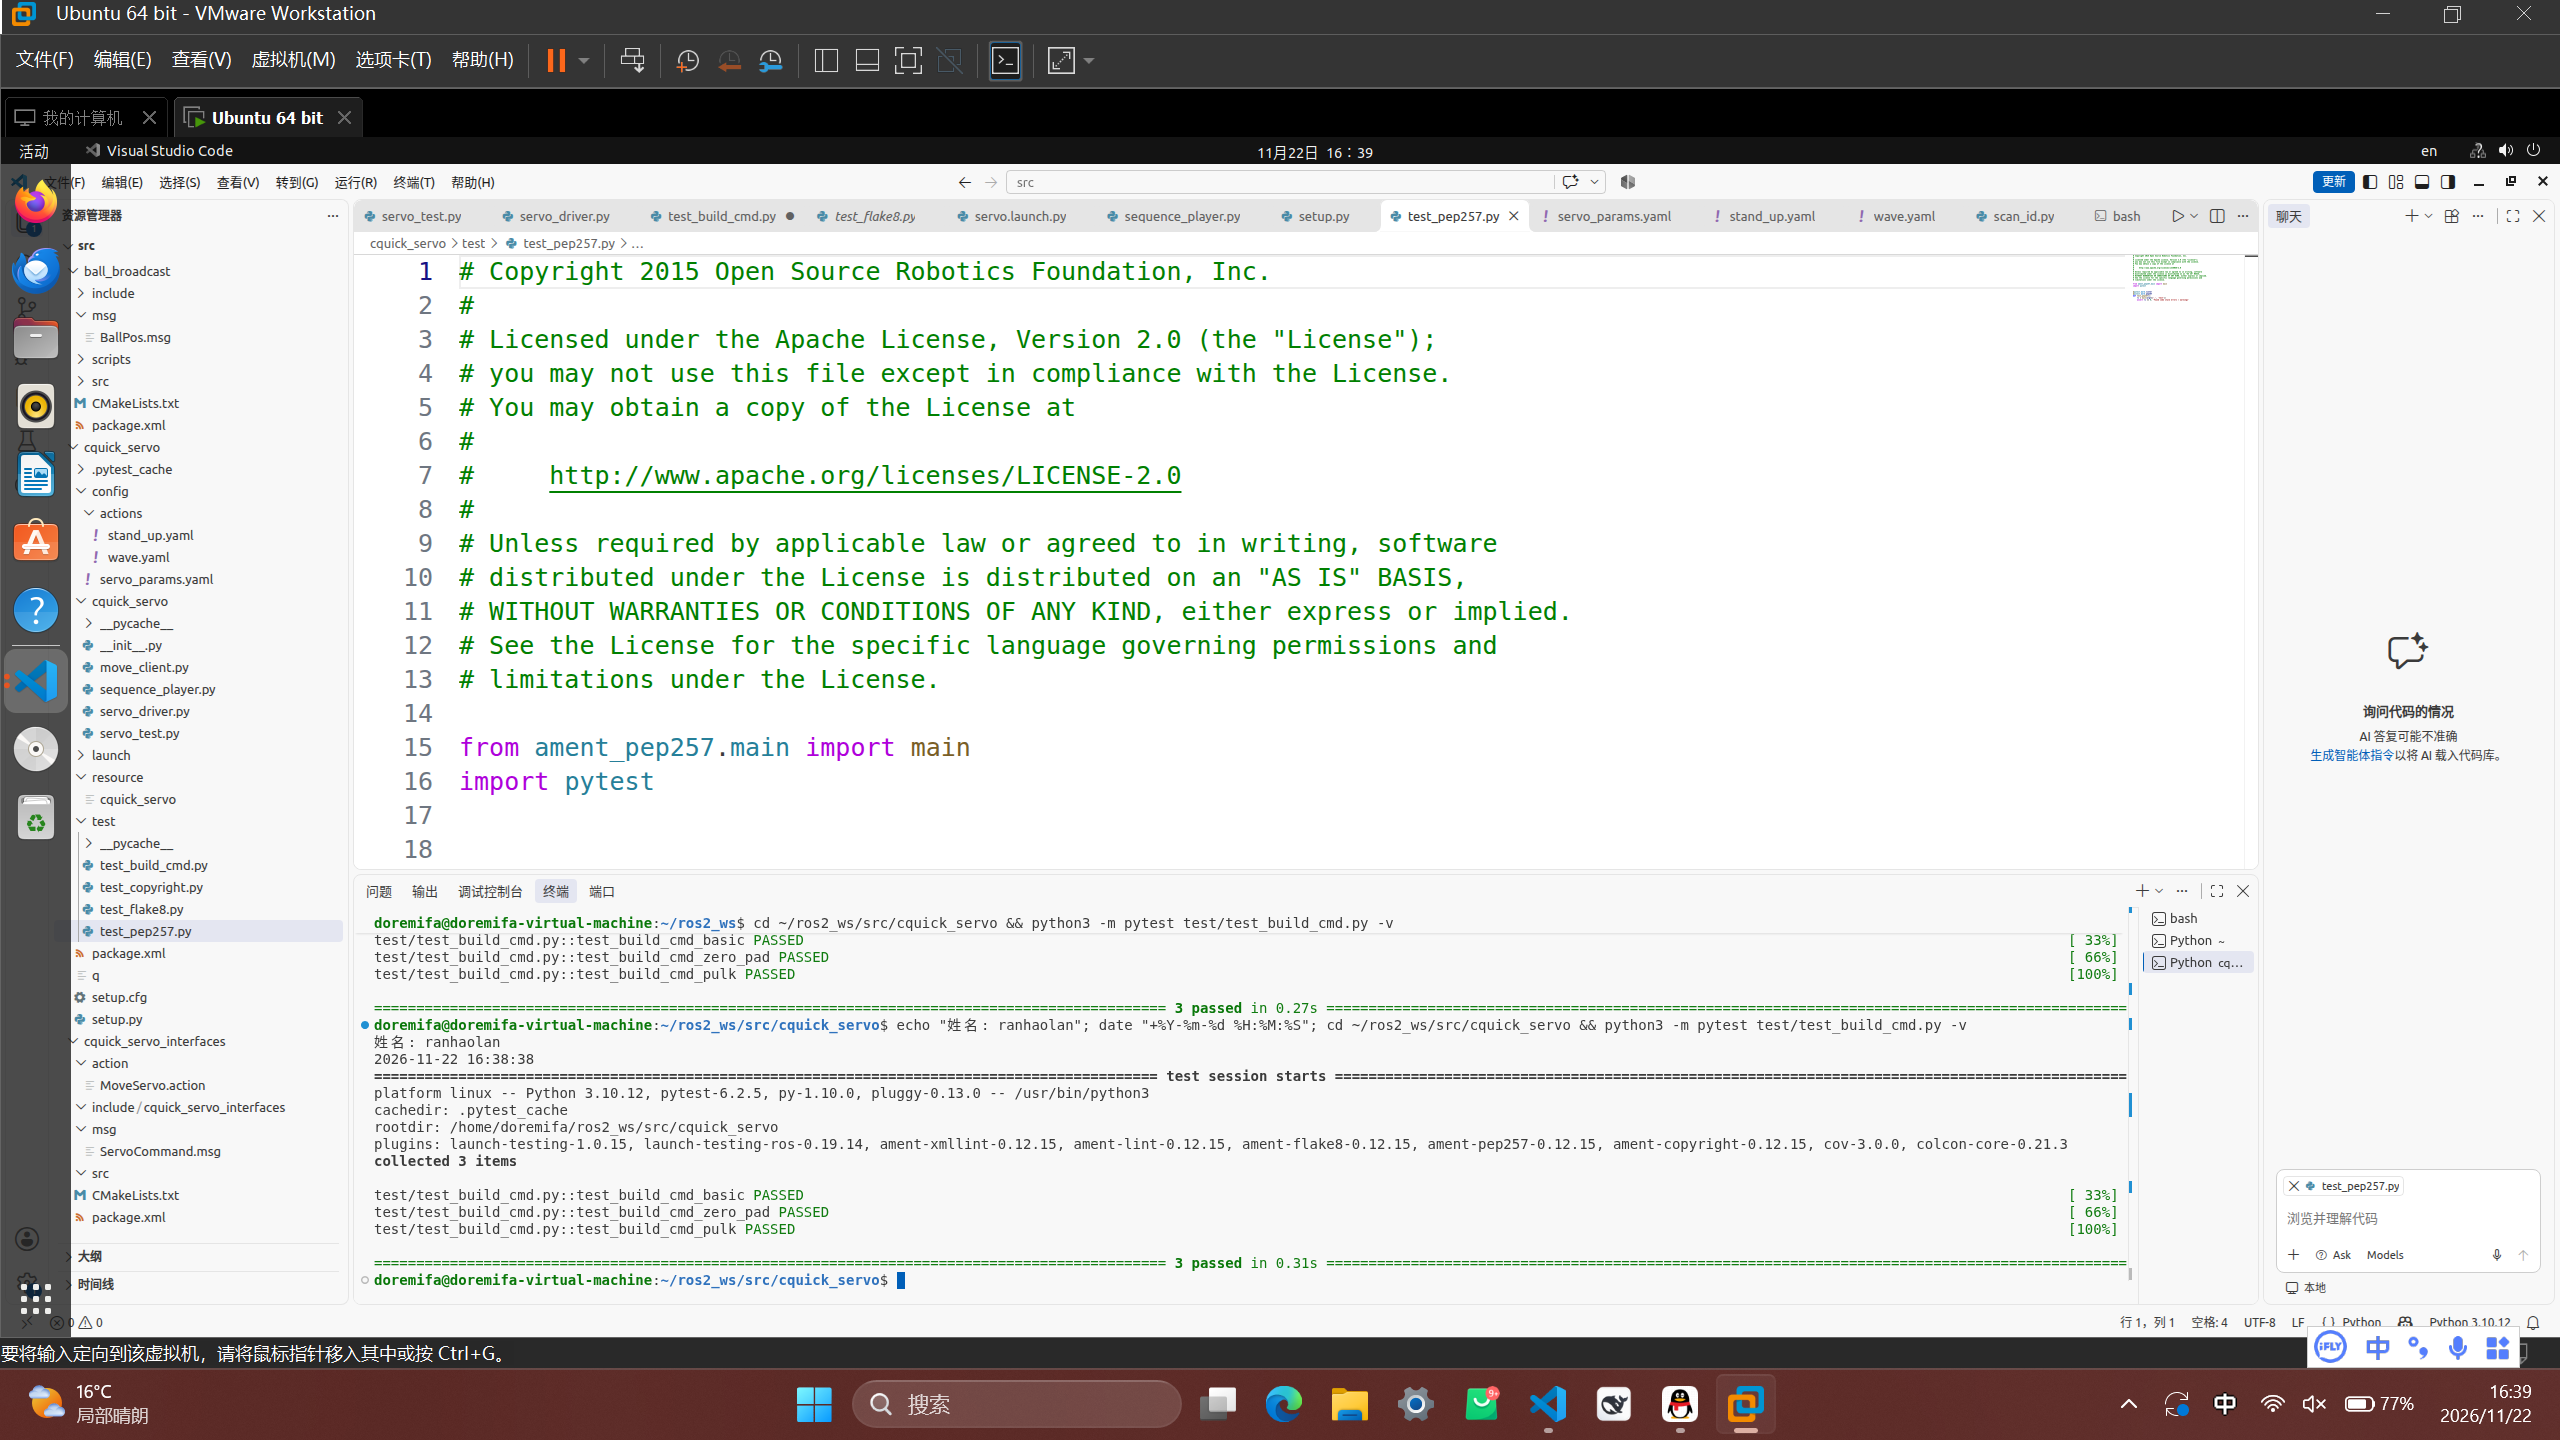 Ubuntu 64 bit - VMware Workstation
文件(F) 编辑(E) 查看(V) 虚拟机(M) 选项卡(T) 帮助(H)
我的计算机
Ubuntu 64 bit
活动 Visual Studio Code 11月22日 16：39 en
文件(F) 编辑(E) 选择(S) 查看(V) 转到(G) 运行(R) 终端(T) 帮助(H) src 更新
资源管理器
src
ball_broadcast
include
msg
BallPos.msg
scripts
src
CMakeLists.txt
package.xml
cquick_servo
.pytest_cache
config
actions
stand_up.yaml
wave.yaml
servo_params.yaml
cquick_servo
__pycache__
__init__.py
move_client.py
sequence_player.py
servo_driver.py
servo_test.py
launch
resource
cquick_servo
test
__pycache__
test_build_cmd.py
test_copyright.py
test_flake8.py
test_pep257.py
package.xml
q
setup.cfg
setup.py
cquick_servo_interfaces
action
MoveServo.action
include/cquick_servo_interfaces
msg
ServoCommand.msg
src
CMakeLists.txt
package.xml
大纲
时间线
servo_test.py servo_driver.py test_build_cmd.py test_flake8.py servo.launch.py sequence_player.py setup.py test_pep257.py servo_params.yaml stand_up.yaml wave.yaml scan_id.py bash
cquick_servo > test > test_pep257.py > ...
1 # Copyright 2015 Open Source Robotics Foundation, Inc.
2 #
3 # Licensed under the Apache License, Version 2.0 (the "License");
4 # you may not use this file except in compliance with the License.
5 # You may obtain a copy of the License at
6 #
7 #     http://www.apache.org/licenses/LICENSE-2.0
8 #
9 # Unless required by applicable law or agreed to in writing, software
10 # distributed under the License is distributed on an "AS IS" BASIS,
11 # WITHOUT WARRANTIES OR CONDITIONS OF ANY KIND, either express or implied.
12 # See the License for the specific language governing permissions and
13 # limitations under the License.
14
15 from ament_pep257.main import main
16 import pytest
17
18
问题 输出 调试控制台 终端 端口
doremifa@doremifa-virtual-machine:~/ros2_ws$ cd ~/ros2_ws/src/cquick_servo && python3 -m pytest test/test_build_cmd.py -v
test/test_build_cmd.py::test_build_cmd_basic PASSED [ 33%]
test/test_build_cmd.py::test_build_cmd_zero_pad PASSED [ 66%]
test/test_build_cmd.py::test_build_cmd_pulk PASSED [100%]
3 passed in 0.27s
doremifa@doremifa-virtual-machine:~/ros2_ws/src/cquick_servo$ echo "姓名: ranhaolan"; date "+%Y-%m-%d %H:%M:%S"; cd ~/ros2_ws/src/cquick_servo && python3 -m pytest test/test_build_cmd.py -v
姓名: ranhaolan
2026-11-22 16:38:38
test session starts
platform linux -- Python 3.10.12, pytest-6.2.5, py-1.10.0, pluggy-0.13.0 -- /usr/bin/python3
cachedir: .pytest_cache
rootdir: /home/doremifa/ros2_ws/src/cquick_servo
plugins: launch-testing-1.0.15, launch-testing-ros-0.19.14, ament-xmllint-0.12.15, ament-lint-0.12.15, ament-flake8-0.12.15, ament-pep257-0.12.15, ament-copyright-0.12.15, cov-3.0.0, colcon-core-0.21.3
collected 3 items
test/test_build_cmd.py::test_build_cmd_basic PASSED [ 33%]
test/test_build_cmd.py::test_build_cmd_zero_pad PASSED [ 66%]
test/test_build_cmd.py::test_build_cmd_pulk PASSED [100%]
3 passed in 0.31s
doremifa@doremifa-virtual-machine:~/ros2_ws/src/cquick_servo$
bash
Python ~
Python cq...
聊天
询问代码的情况
AI 答复可能不准确
生成智能体指令以将 AI 载入代码库。
test_pep257.py
浏览并理解代码
Ask Models
本地
0 0 行 1，列 1 空格: 4 UTF-8 LF { } Python Python 3.10.12
iFLY 中
要将输入定向到该虚拟机，请将鼠标指针移入其中或按 Ctrl+G。
16°C
局部晴朗
搜索
9+
中 77%
16:39
2026/11/22